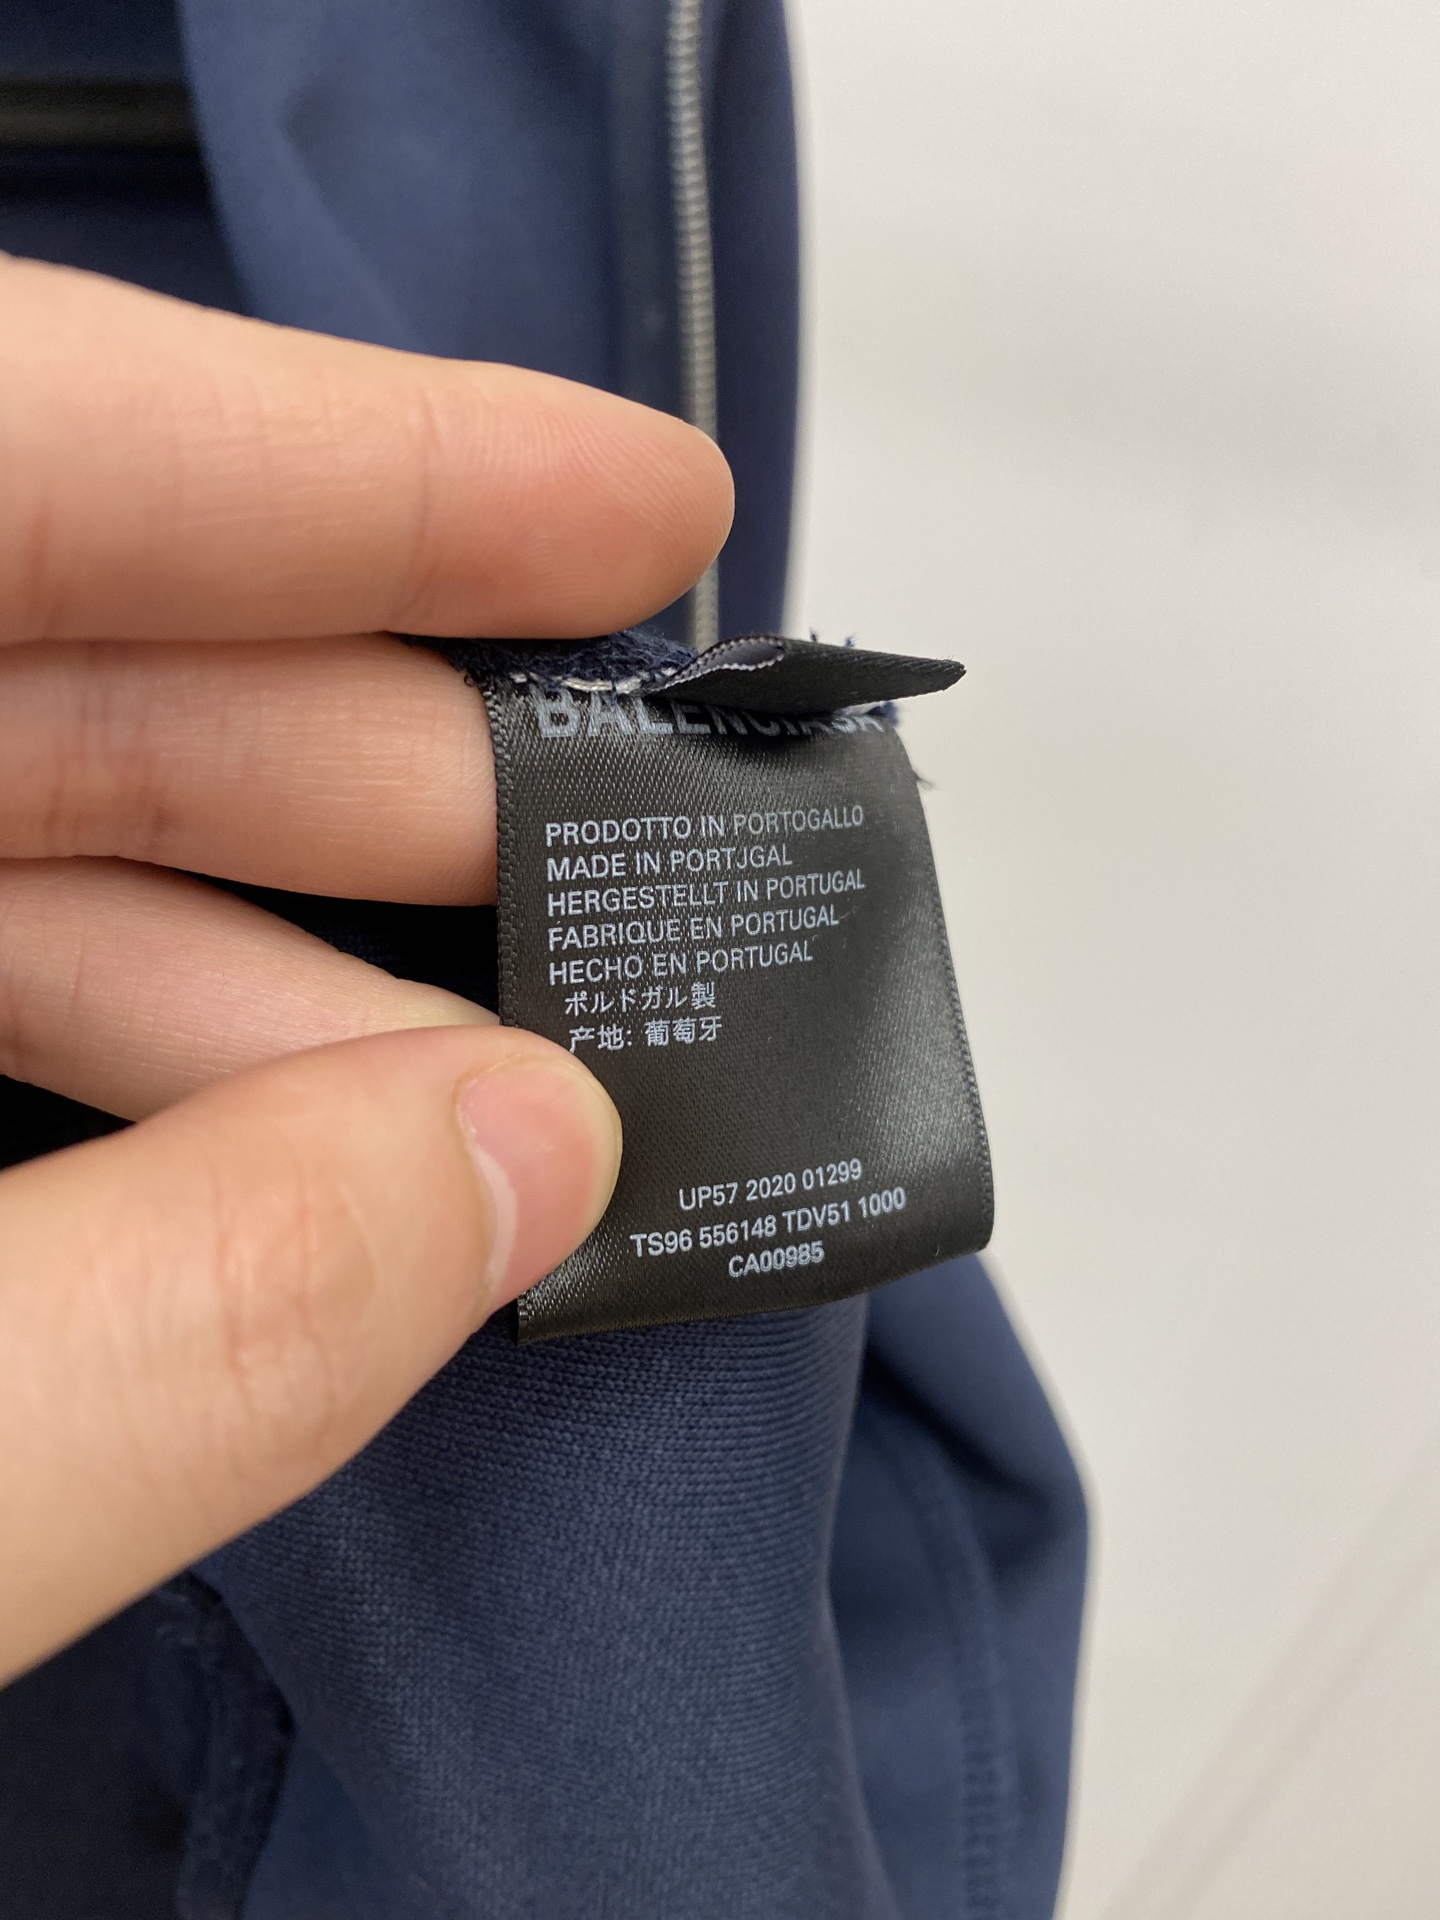 BALENCIAGA
PRODOTTO IN PORTOGALLO
MADE IN PORTJGAL
HERGESTELLT IN PORTUGAL
FABRIQUE EN PORTUGAL
HECHO EN PORTUGAL
ポルドガル製
产地: 葡萄牙
UP57 2020 01299
TS96 556148 TDV51 1000
CA00985